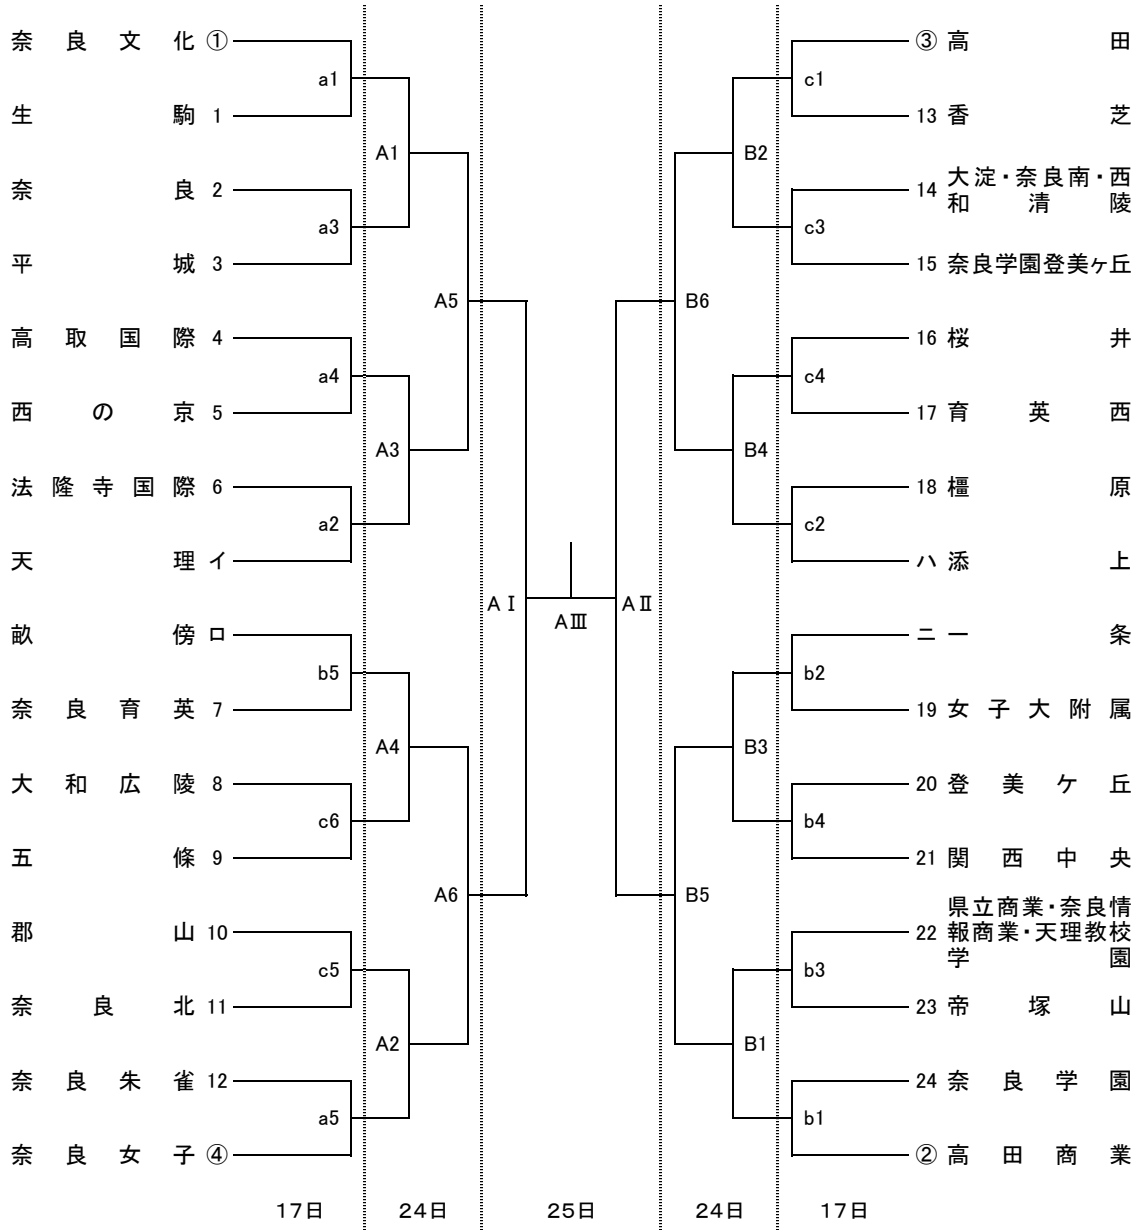 奈良文化 ①
a1
生駒 1
A1
奈良 2
a3
平城 3
A5
高取国際 4
a4
西の京 5
A3
法隆寺国際 6
a2
天理 イ
AⅠ
畝傍 ロ
b5
奈良育英 7
A4
大和広陵 8
c6
五條 9
A6
郡山 10
c5
奈良北 11
A2
奈良朱雀 12
a5
奈良女子 ④
AⅢ
③ 高田
c1
13 香芝
B2
14 大淀・奈良南・西
和清陵
c3
15 奈良学園登美ヶ丘
B6
16 桜井
c4
17 育英西
B4
18 橿原
c2
ハ 添上
AⅡ
ニ 一条
b2
19 女子大附属
B3
20 登美ケ丘
b4
21 関西中央
B5
県立商業・奈良情
22 報商業・天理教校
学園
b3
23 帝塚山
B1
24 奈良学園
b1
② 高田商業
17日 24日 25日 24日 17日